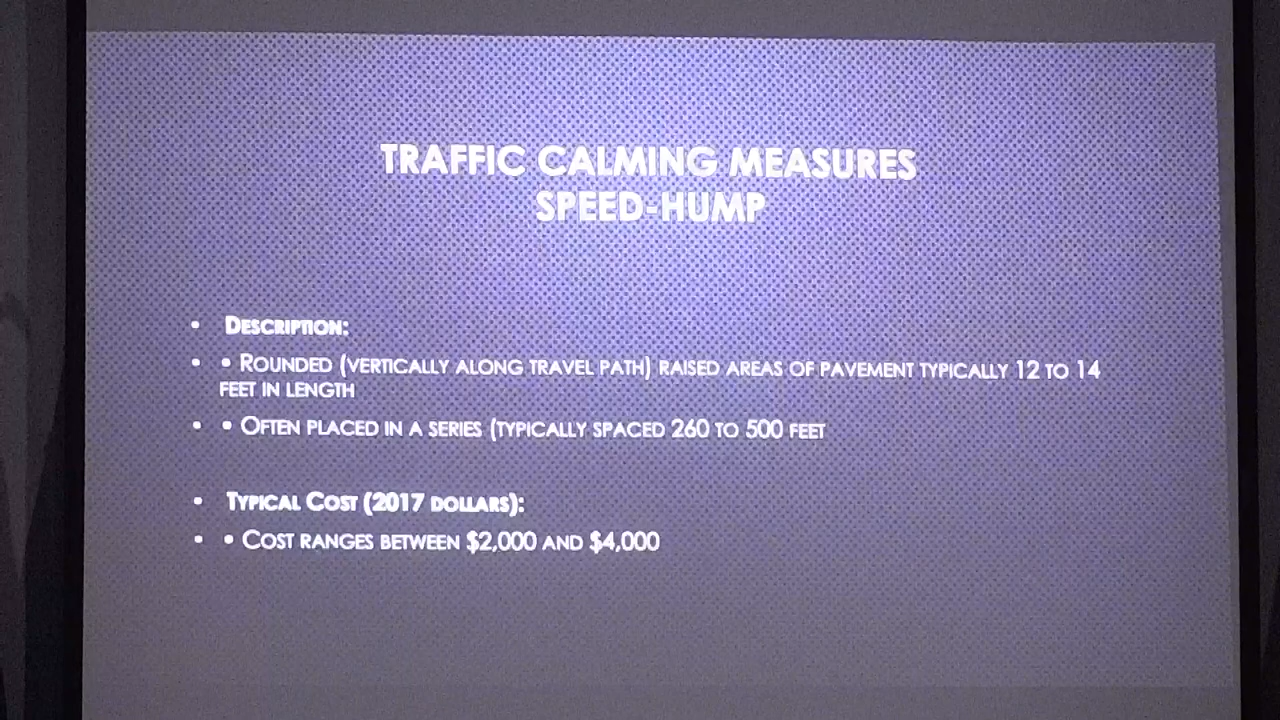 TRAFFIC CALMING MEASURES
SPEED-HUMP
• DESCRIPTION:
• • ROUNDED (VERTICALLY ALONG TRAVEL PATH) RAISED AREAS OF PAVEMENT TYPICALLY 12 TO 14
FEET IN LENGTH
• • OFTEN PLACED IN A SERIES (TYPICALLY SPACED 260 TO 500 FEET
• TYPICAL COST (2017 DOLLARS):
• • COST RANGES BETWEEN $2,000 AND $4,000